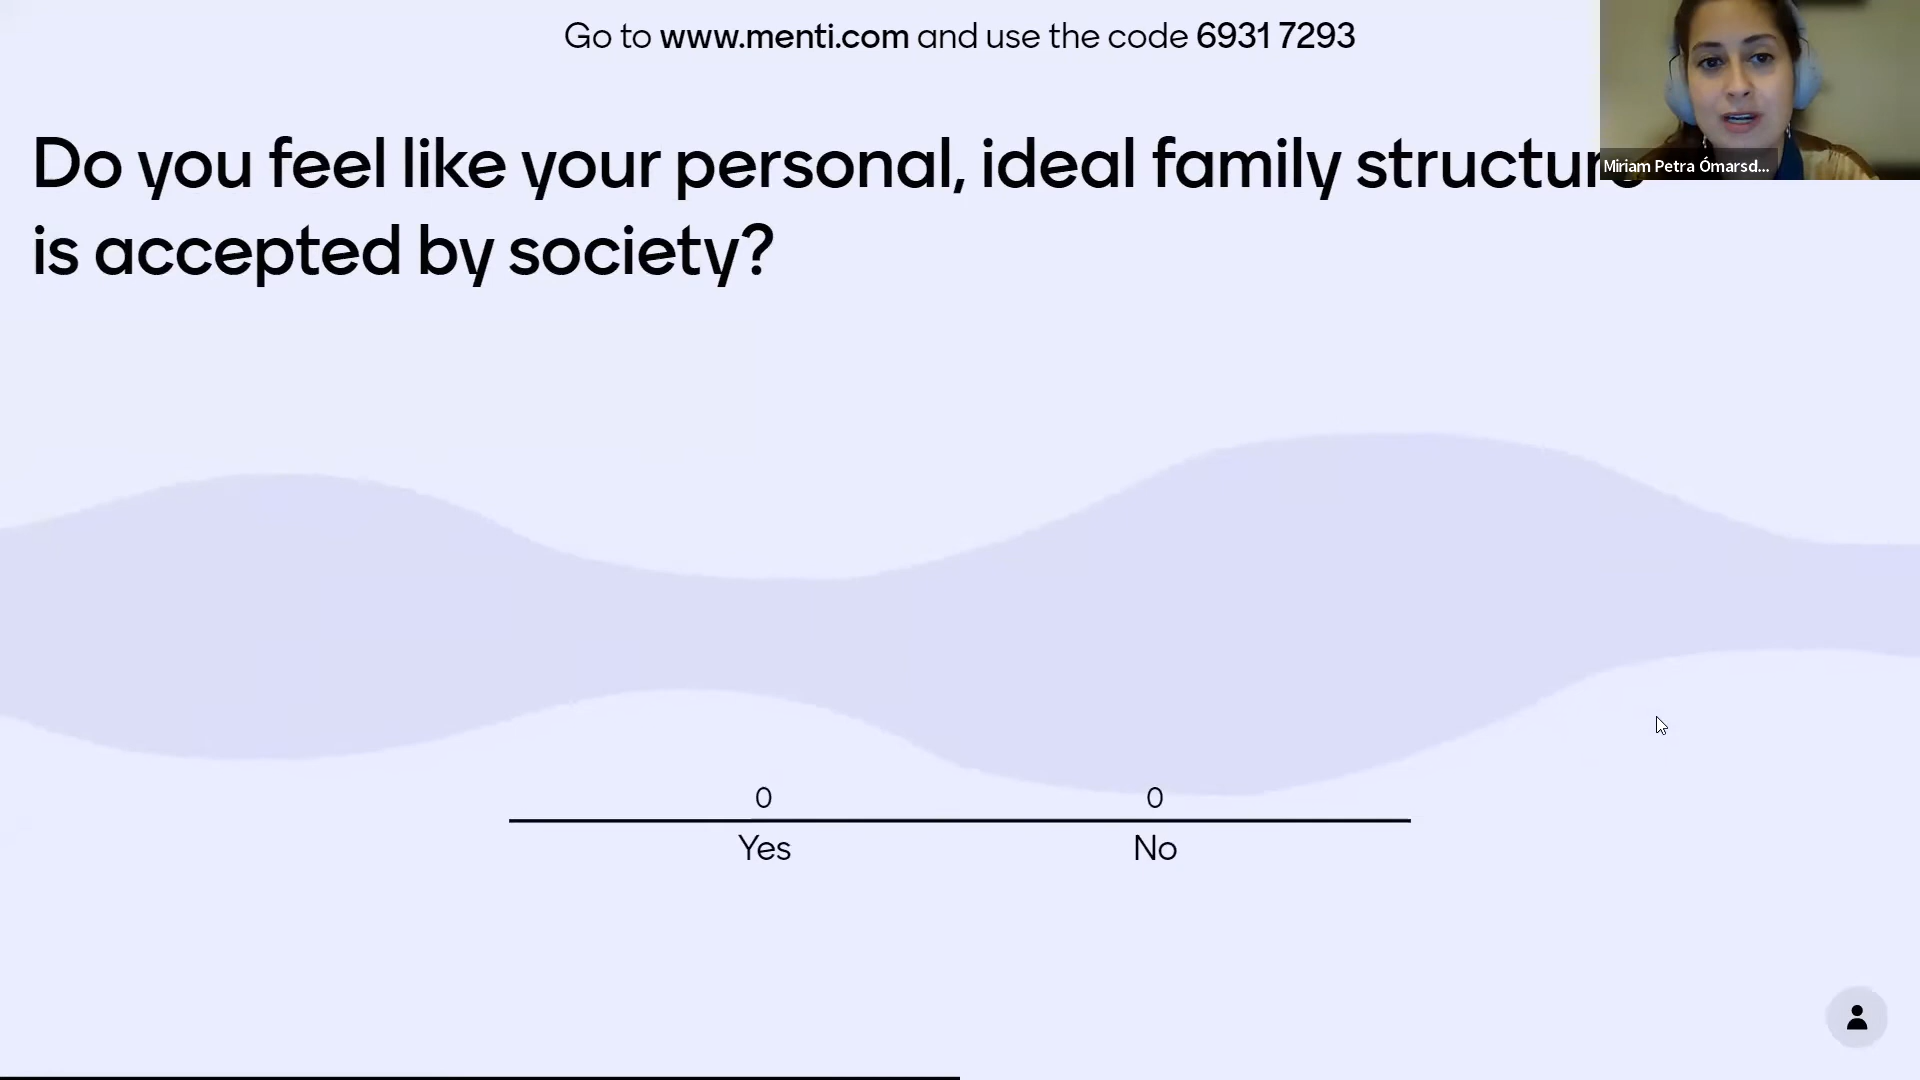 Go to www.menti.com and use the code 6931 7293
Do you feel like your personal, ideal family structure
is accepted by society?
Miriam Petra Ómarsd...
0 0
Yes No